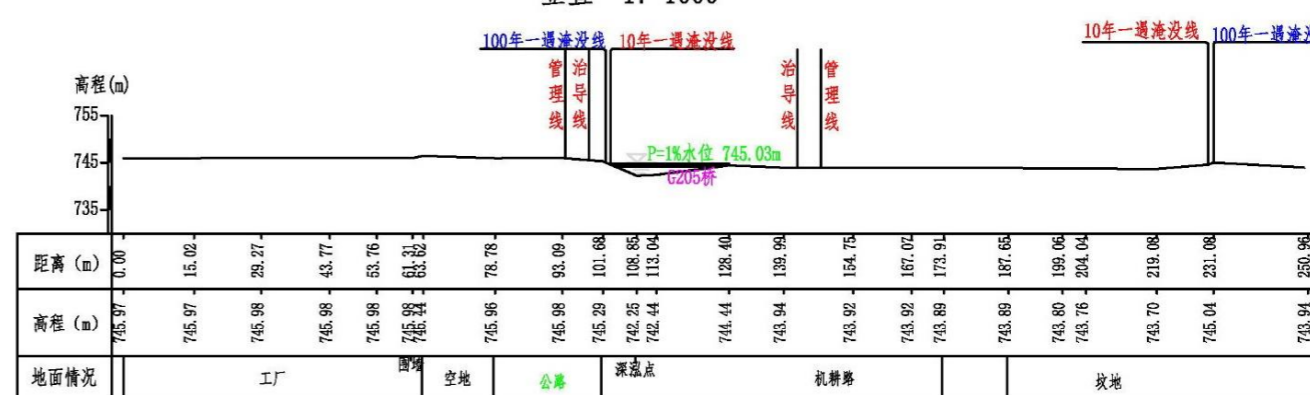 100年一遇淹没线 10年一遇淹没线 10年一遇淹没线 100年一遇淹没
管理线 治导线 治导线 管理线
高程(m)
755
745
735
P=1%水位 745.03m
G205桥
距离 (m) 0.00 15.02 29.27 43.77 53.76 61.31 63.62 78.78 93.09 101.68 108.85 113.04 128.40 139.99 154.75 167.07 173.91 187.65 199.06 204.04 219.08 231.08 250.96
高程 (m) 745.97 745.97 745.98 745.98 745.98 745.98 746.44 745.96 745.98 745.29 742.25 742.44 744.44 743.94 743.92 743.92 743.89 743.89 743.80 743.76 743.70 745.04 743.94
地面情况 工厂 围墙 空地 公路 深泓点 机耕路 坟地